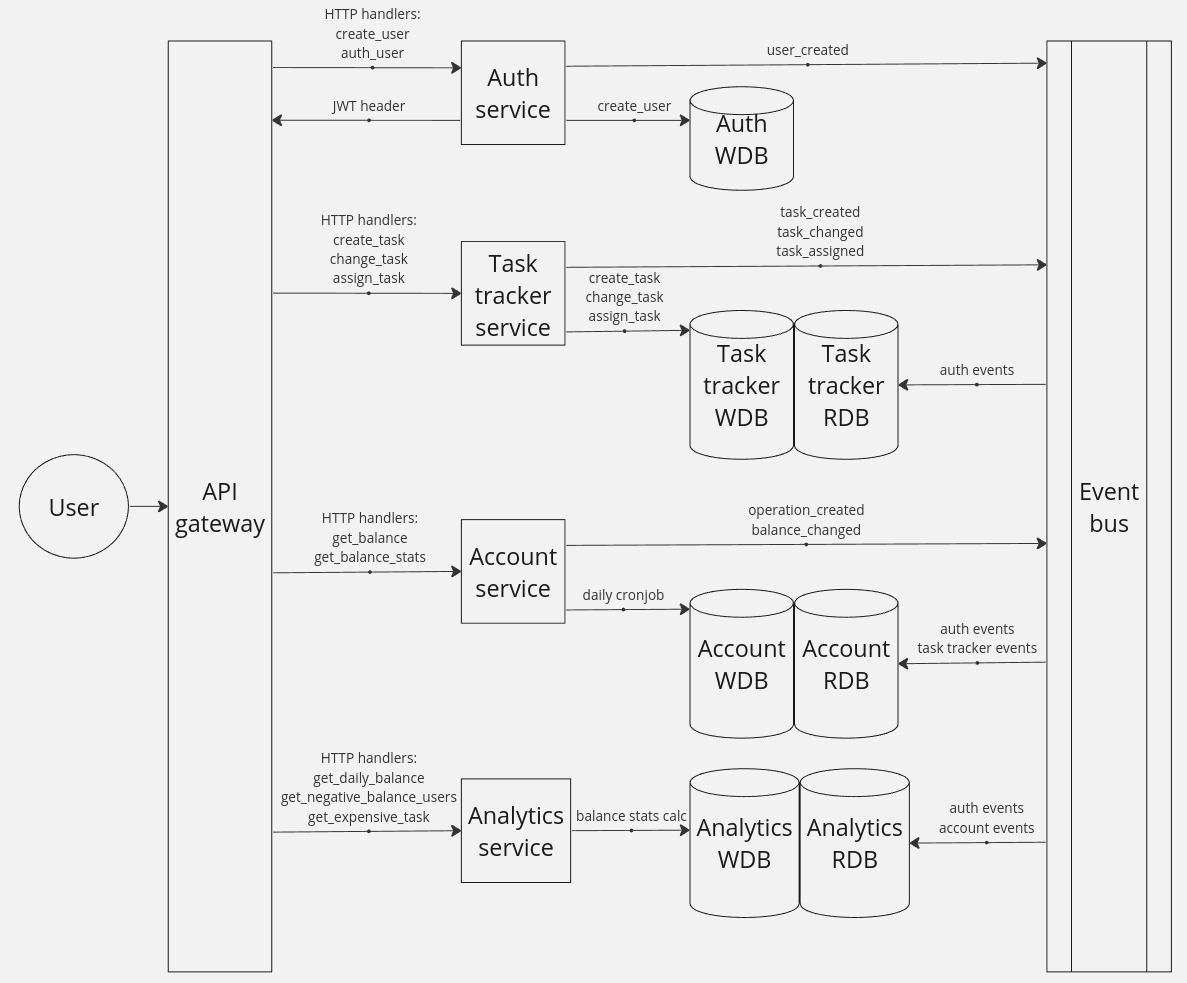 HTTP handlers:
create_user
auth_user
user_created
Auth
service
JWT header
create_user
Auth
WDB
HTTP handlers:
create_task
change_task
assign_task
task_created
task_changed
task_assigned
Task
tracker
service
create_task
change_task
assign_task
Task
tracker
WDB
Task
tracker
RDB
auth events
User
API
gateway
Event
bus
HTTP handlers:
get_balance
get_balance_stats
operation_created
balance_changed
Account
service
daily cronjob
Account
WDB
Account
RDB
auth events
task tracker events
HTTP handlers:
get_daily_balance
get_negative_balance_users
get_expensive_task
Analytics
service
balance stats calc
Analytics
WDB
Analytics
RDB
auth events
account events